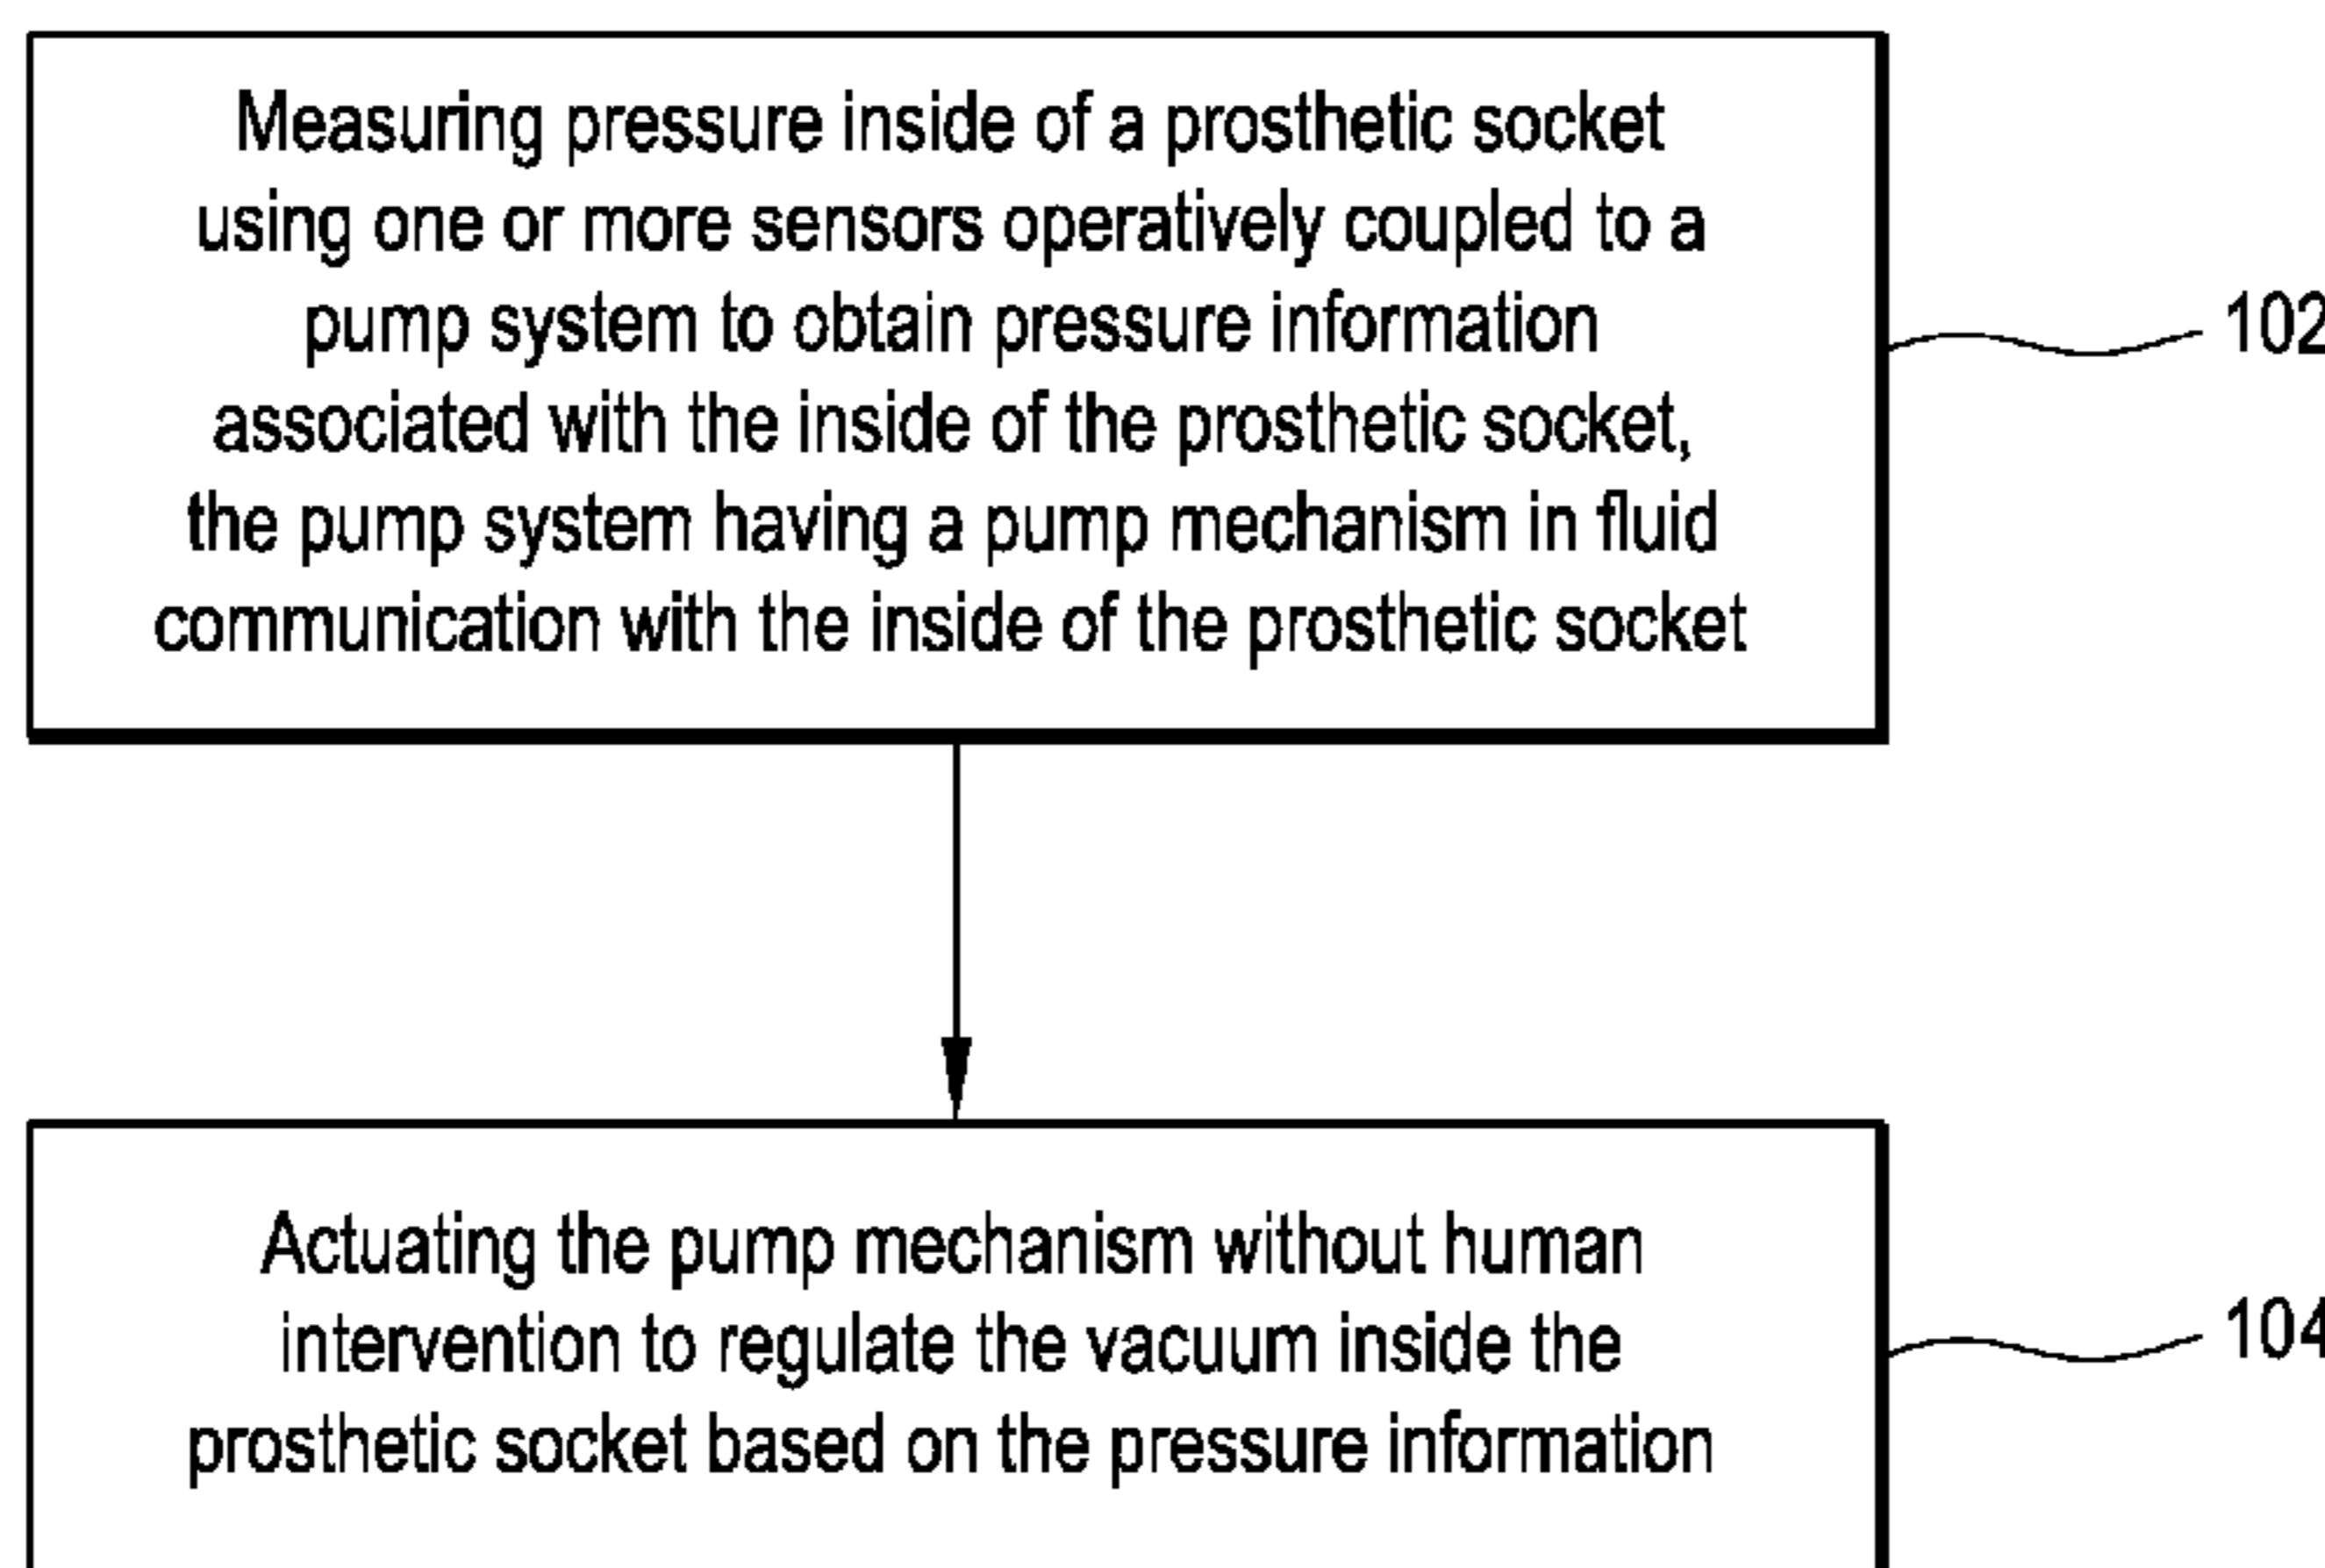 Measuring pressure inside of a prosthetic socket
using one or more sensors operatively coupled to a
pump system to obtain pressure information
associated with the inside of the prosthetic socket,
the pump system having a pump mechanism in fluid
communication with the inside of the prosthetic socket
102
Actuating the pump mechanism without human
intervention to regulate the vacuum inside the
prosthetic socket based on the pressure information
104